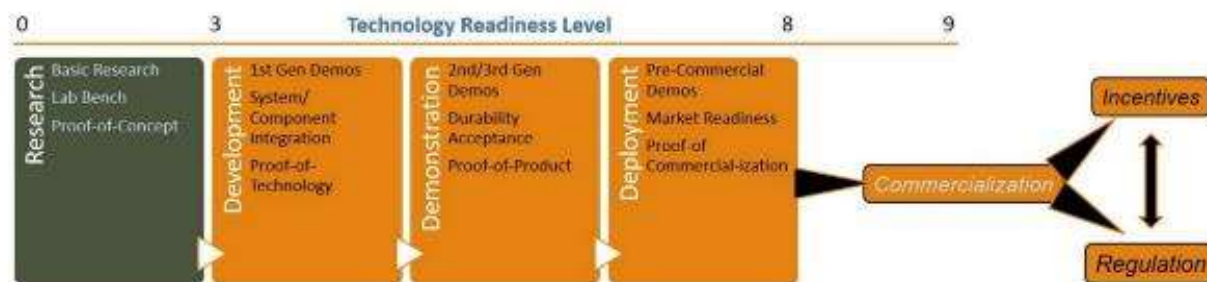 0 3 Technology Readiness Level 8 9
Research
Basic Research
Lab Bench
Proof-of-Concept
Development
1st Gen Demos
System/
Component
Integration
Proof-of-
Technology
Demonstration
2nd/3rd Gen
Demos
Durability
Acceptance
Proof-of-Product
Deployment
Pre-Commercial
Demos
Market Readiness
Proof-of
Commercial-ization
Commercialization
Incentives
Regulation